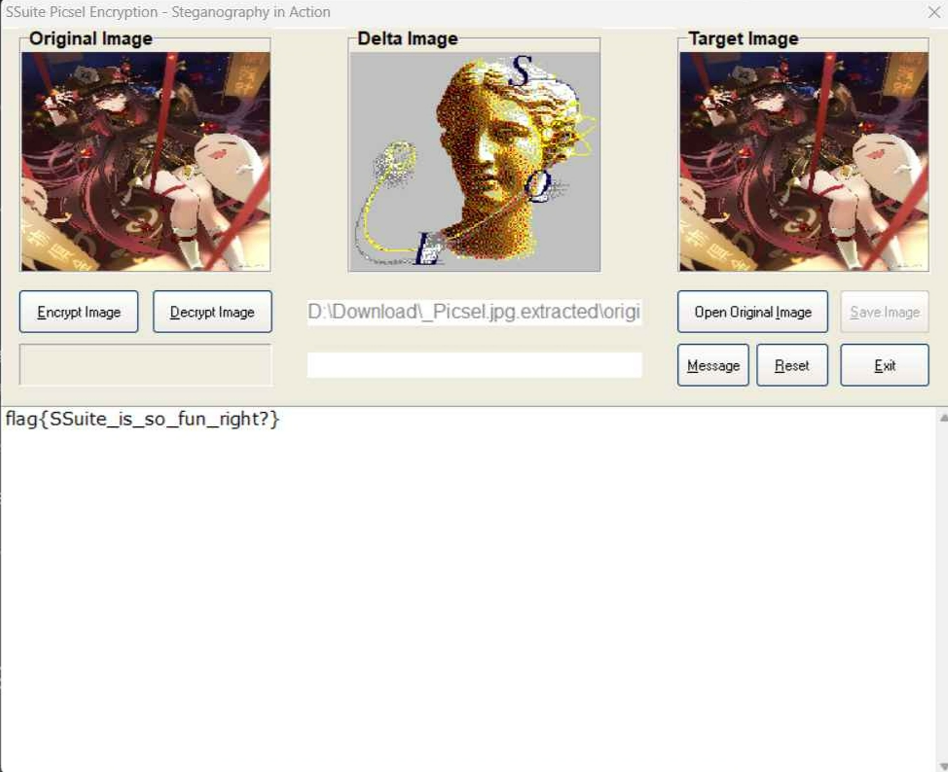 SSuite Picsel Encryption - Steganography in Action
Original Image
Delta Image
Target Image
S
O
L
Encrypt Image
Decrypt Image
D:\Download\_Picsel.jpg.extracted\origi
Open Original Image
Save Image
Message
Reset
Exit
flag{SSuite_is_so_fun_right?}